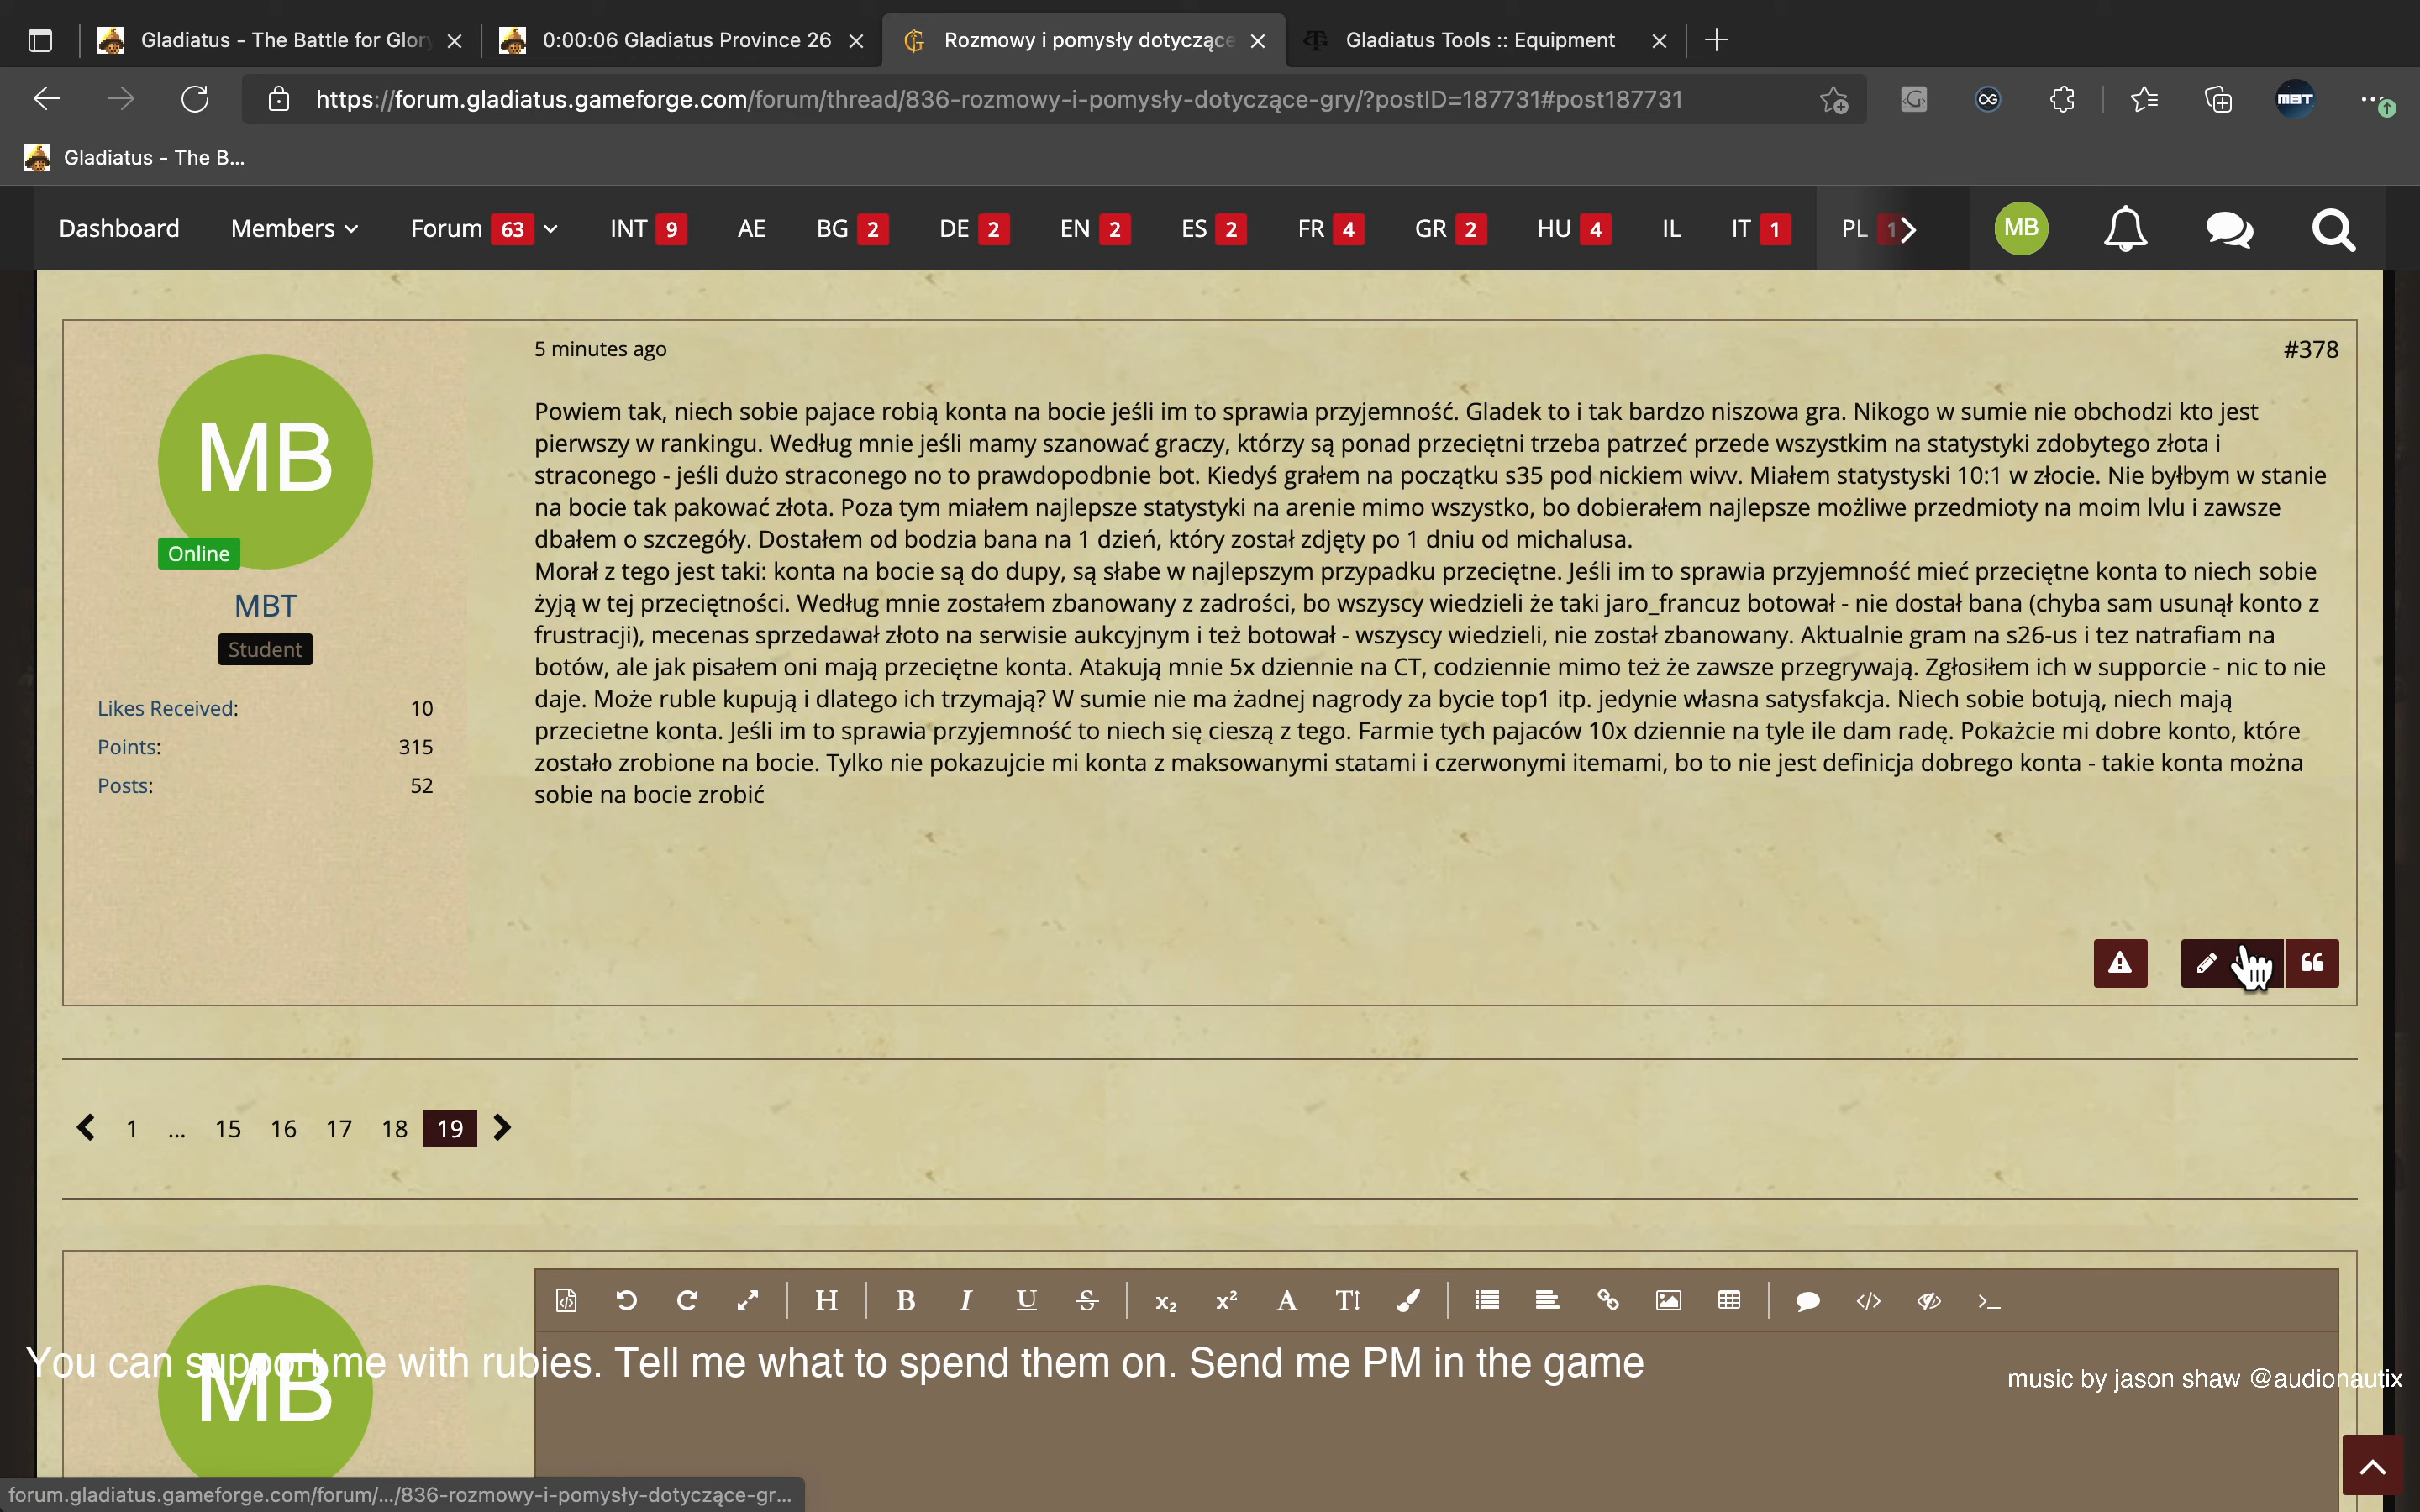 Gladiatus - The Battle for Glor
0:00:06 Gladiatus Province 26
Rozmowy i pomysły dotyczące
Gladiatus Tools :: Equipment
https://forum.gladiatus.gameforge.com/forum/thread/836-rozmowy-i-pomysły-dotyczące-gry/?postID=187731#post187731
MBT
Gladiatus - The B...
Dashboard Members Forum 63 INT 9 AE BG 2 DE 2 EN 2 ES 2 FR 4 GR 2 HU 4 IL IT 1 PL 1 MB
5 minutes ago #378
Powiem tak, niech sobie pajace robią konta na bocie jeśli im to sprawia przyjemność. Gladek to i tak bardzo niszowa gra. Nikogo w sumie nie obchodzi kto jest
pierwszy w rankingu. Według mnie jeśli mamy szanować graczy, którzy są ponad przeciętni trzeba patrzeć przede wszystkim na statystyki zdobytego złota i
straconego - jeśli dużo straconego no to prawdopodbnie bot. Kiedyś grałem na początku s35 pod nickiem wivv. Miałem statystyski 10:1 w złocie. Nie byłbym w stanie
na bocie tak pakować złota. Poza tym miałem najlepsze statystyki na arenie mimo wszystko, bo dobierałem najlepsze możliwe przedmioty na moim lvlu i zawsze
dbałem o szczegóły. Dostałem od bodzia bana na 1 dzień, który został zdjęty po 1 dniu od michalusa.
Morał z tego jest taki: konta na bocie są do dupy, są słabe w najlepszym przypadku przeciętne. Jeśli im to sprawia przyjemność mieć przeciętne konta to niech sobie
żyją w tej przeciętności. Według mnie zostałem zbanowany z zadrości, bo wszyscy wiedzieli że taki jaro_francuz botował - nie dostał bana (chyba sam usunął konto z
frustracji), mecenas sprzedawał złoto na serwisie aukcyjnym i też botował - wszyscy wiedzieli, nie został zbanowany. Aktualnie gram na s26-us i tez natrafiam na
botów, ale jak pisałem oni mają przeciętne konta. Atakują mnie 5x dziennie na CT, codziennie mimo też że zawsze przegrywają. Zgłosiłem ich w supporcie - nic to nie
daje. Może ruble kupują i dlatego ich trzymają? W sumie nie ma żadnej nagrody za bycie top1 itp. jedynie własna satysfakcja. Niech sobie botują, niech mają
przecietne konta. Jeśli im to sprawia przyjemność to niech się cieszą z tego. Farmie tych pajaców 10x dziennie na tyle ile dam radę. Pokażcie mi dobre konto, które
zostało zrobione na bocie. Tylko nie pokazujcie mi konta z maksowanymi statami i czerwonymi itemami, bo to nie jest definicja dobrego konta - takie konta można
sobie na bocie zrobić
MB
Online
MBT
Student
Likes Received: 10
Points: 315
Posts: 52
1 ... 15 16 17 18 19
MB
You can support me with rubies. Tell me what to spend them on. Send me PM in the game
music by jason shaw @audionautix
forum.gladiatus.gameforge.com/forum/.../836-rozmowy-i-pomysły-dotyczące-gr...